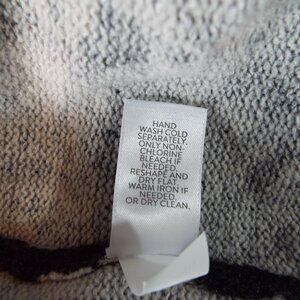 HAND
WASH COLD
SEPARATELY.
ONLY NON-
CHLORINE
BLEACH IF
NEEDED.
RESHAPE AND
DRY FLAT.
WARM IRON IF
NEEDED.
OR DRY CLEAN.